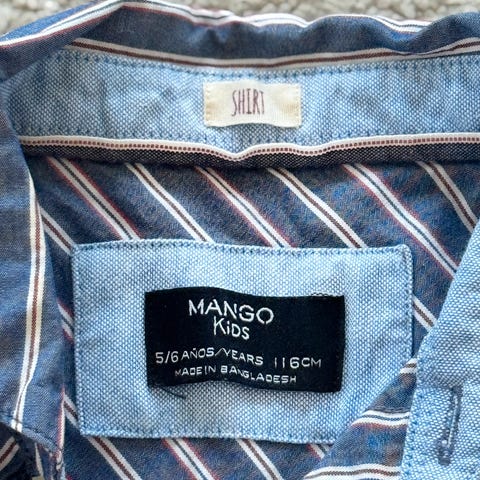 SHIRT
MANGO
KiDS
5/6 AÑOS/YEARS 116CM
MADE IN BANGLADESH